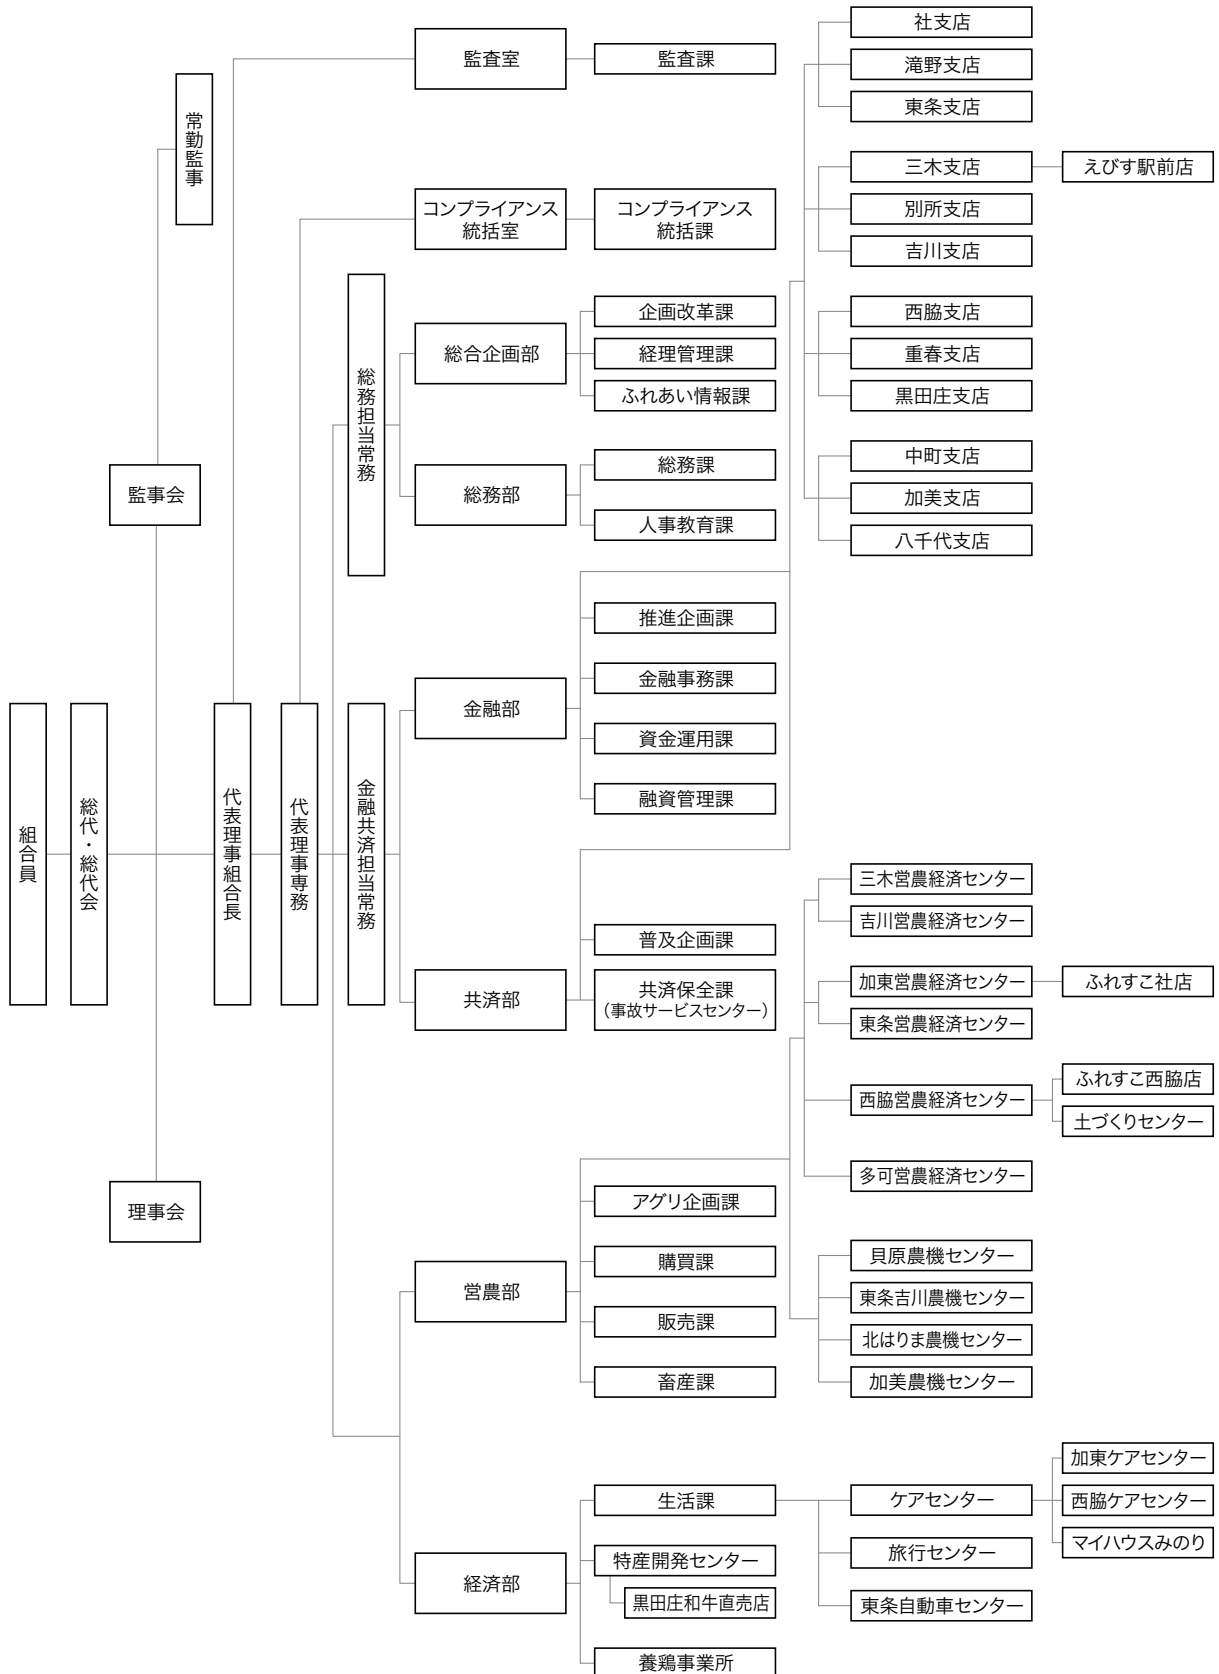 組合員
総代・総代会
監事会
常勤監事
理事会
代表理事組合長
代表理事専務
総務担当常務
金融共済担当常務
監査室
監査課
コンプライアンス
統括室
コンプライアンス
統括課
総合企画部
企画改革課
経理管理課
ふれあい情報課
総務部
総務課
人事教育課
金融部
推進企画課
金融事務課
資金運用課
融資管理課
共済部
普及企画課
共済保全課
（事故サービスセンター）
社支店
滝野支店
東条支店
三木支店
えびす駅前店
別所支店
吉川支店
西脇支店
重春支店
黒田庄支店
中町支店
加美支店
八千代支店
営農部
アグリ企画課
購買課
販売課
畜産課
三木営農経済センター
吉川営農経済センター
加東営農経済センター
ふれすこ社店
東条営農経済センター
西脇営農経済センター
ふれすこ西脇店
土づくりセンター
多可営農経済センター
貝原農機センター
東条吉川農機センター
北はりま農機センター
加美農機センター
経済部
生活課
ケアセンター
加東ケアセンター
西脇ケアセンター
マイハウスみのり
旅行センター
東条自動車センター
特産開発センター
黒田庄和牛直売店
養鶏事業所